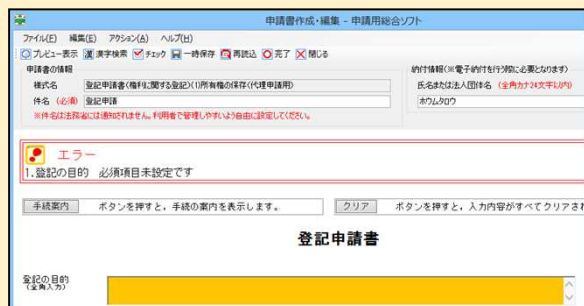 申請書作成・編集 - 申請用総合ソフト
ファイル(F) 編集(E) アクション(A) ヘルプ(H)
プレビュー表示 漢 漢字検索 チェック 一時保存 再読込 完了 閉じる
申請書の情報
様式名 登記申請書(権利に関する登記)(1)所有権の保存(代理申請用)
件名 (必須) 登記申請
※件名は法務省には通知されません。利用者で管理しやすいよう自由に設定してください。
納付情報(※電子納付を行う際に必要となります)
氏名または法人団体名 (全角カナ24文字以内)
ホウムタロウ
エラー
1.登記の目的 必須項目未設定です
手続案内 ボタンを押すと,手続の案内を表示します。
クリア ボタンを押すと,入力内容がすべてクリアされ
登記申請書
登記の目的
(全角入力)